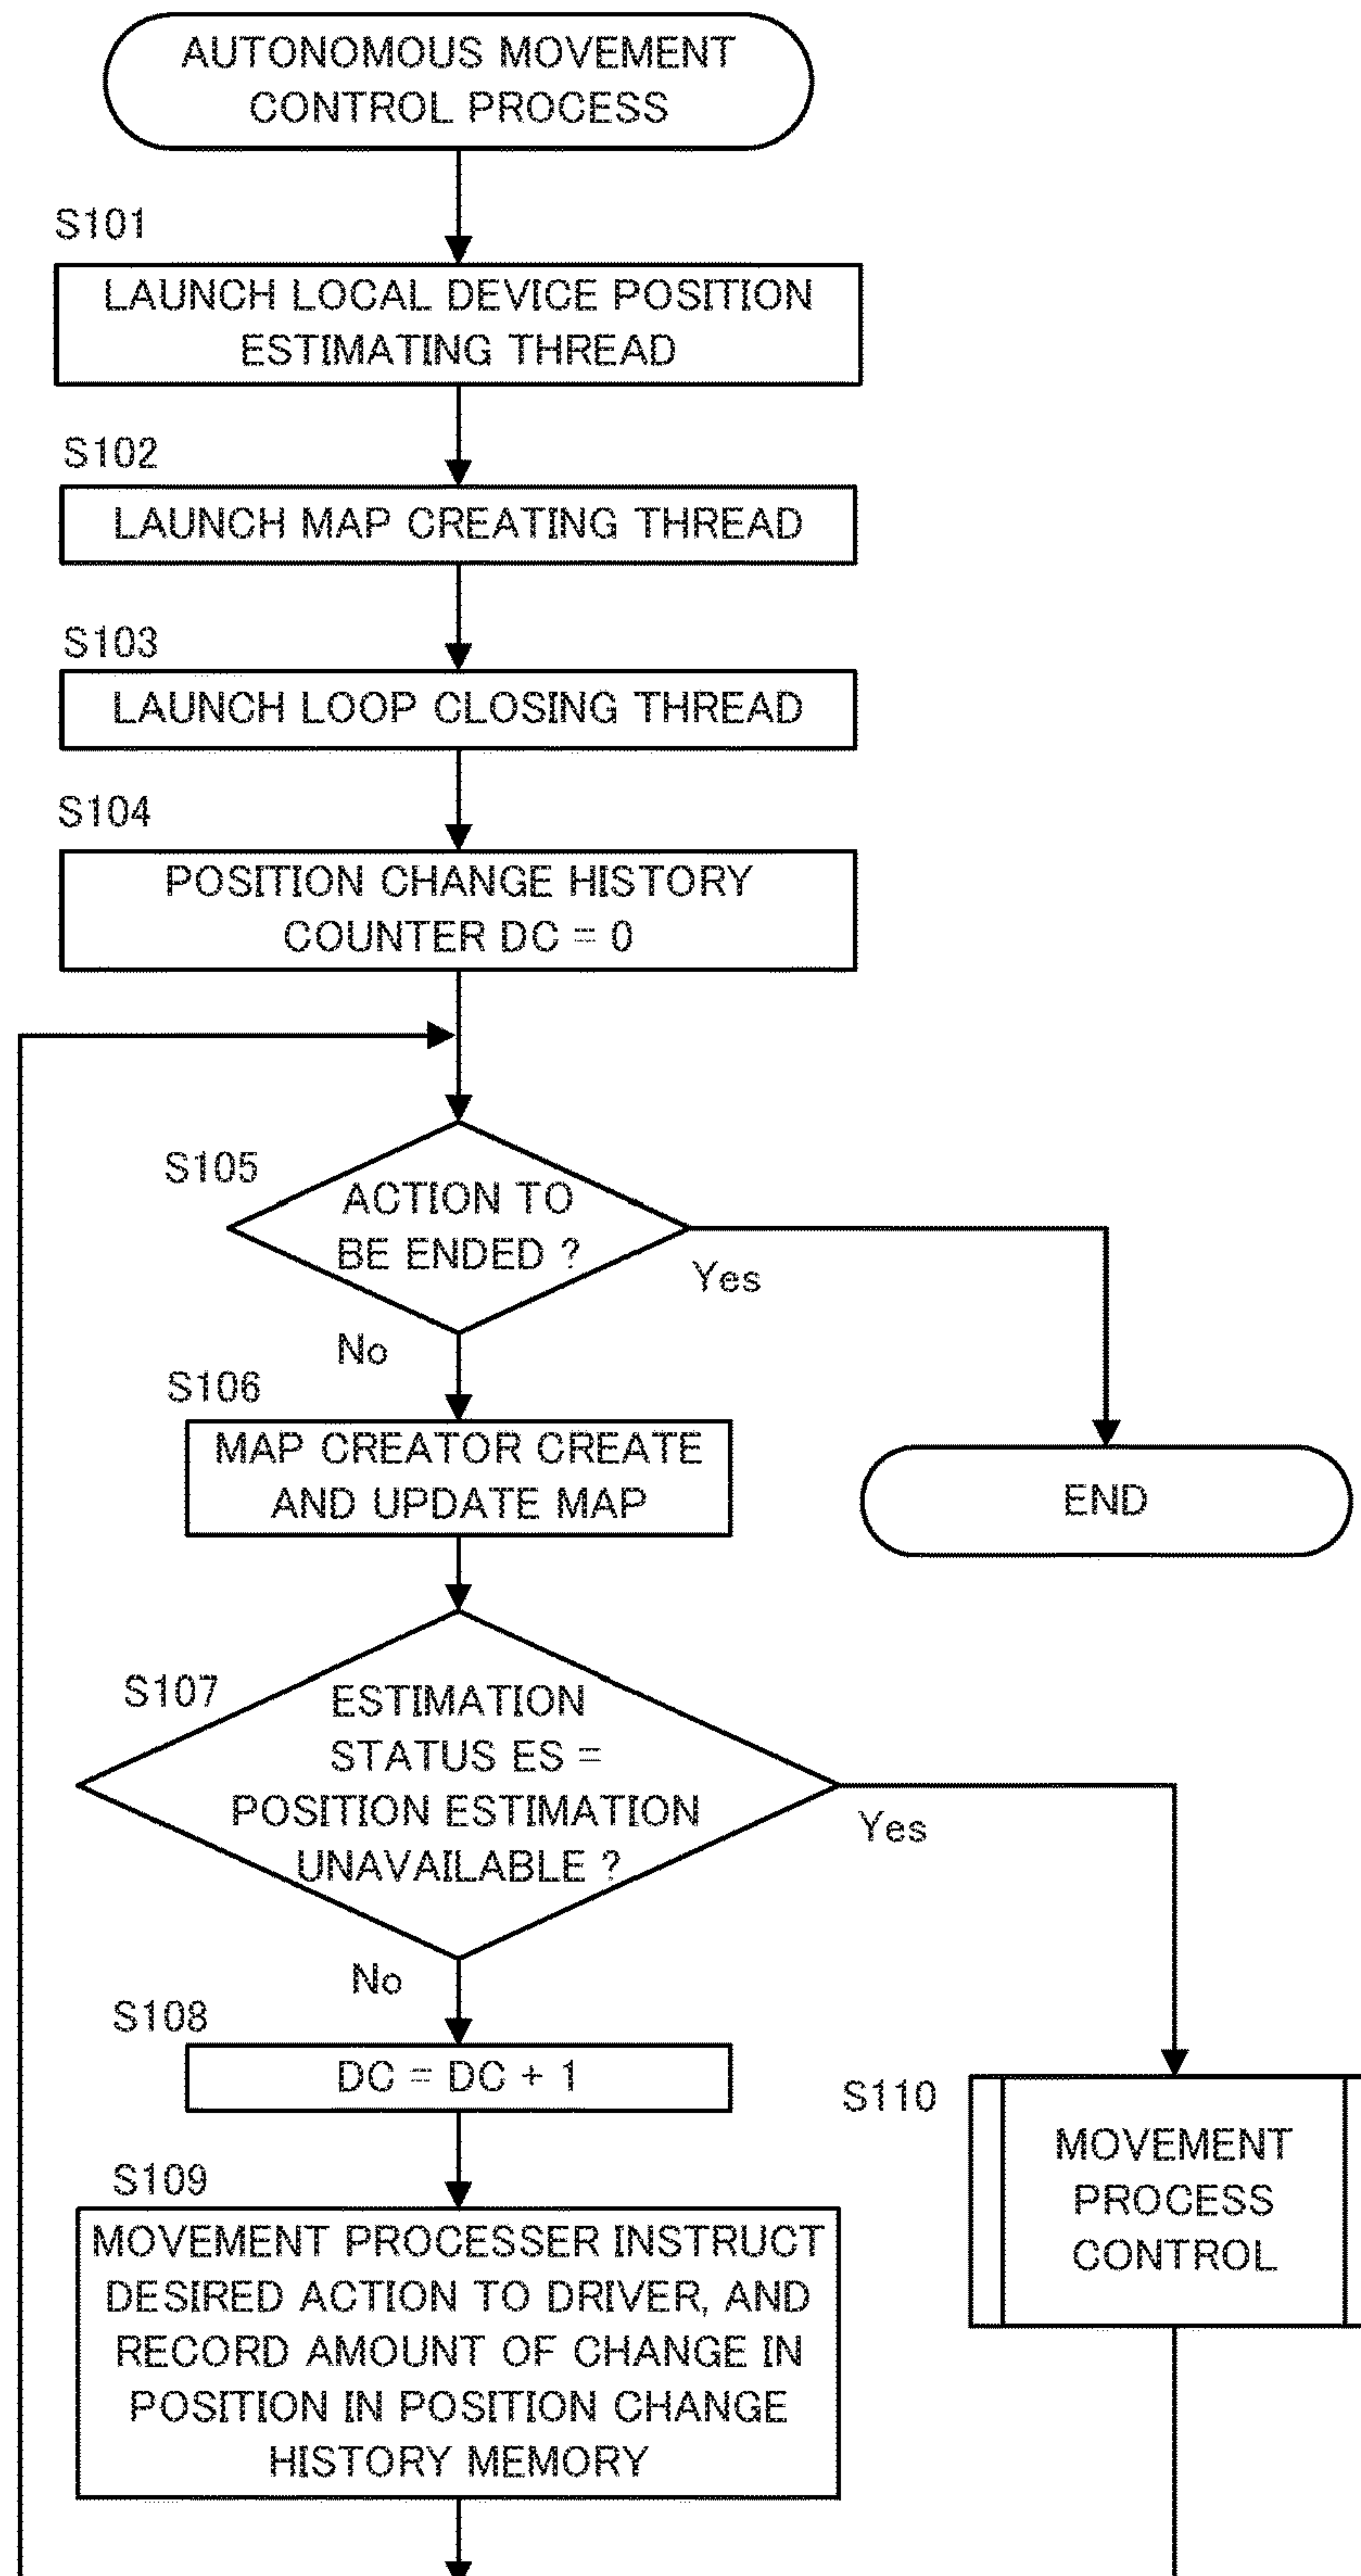 AUTONOMOUS MOVEMENT
CONTROL PROCESS
S101
LAUNCH LOCAL DEVICE POSITION
ESTIMATING THREAD
S102
LAUNCH MAP CREATING THREAD
S103
LAUNCH LOOP CLOSING THREAD
S104
POSITION CHANGE HISTORY
COUNTER DC = 0
S105
ACTION TO
BE ENDED ?
Yes
No
S106
MAP CREATOR CREATE
AND UPDATE MAP
END
S107
ESTIMATION
STATUS ES =
POSITION ESTIMATION
UNAVAILABLE ?
Yes
No
S108
DC = DC + 1
S110
MOVEMENT
PROCESS
CONTROL
S109
MOVEMENT PROCESSER INSTRUCT
DESIRED ACTION TO DRIVER, AND
RECORD AMOUNT OF CHANGE IN
POSITION IN POSITION CHANGE
HISTORY MEMORY